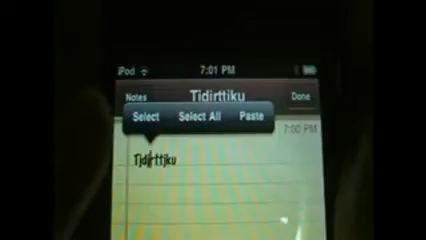 iPod 7:01 PM
Notes Tidirttiku Done
Select Select All Paste
7:00 PM
Tidirttiku